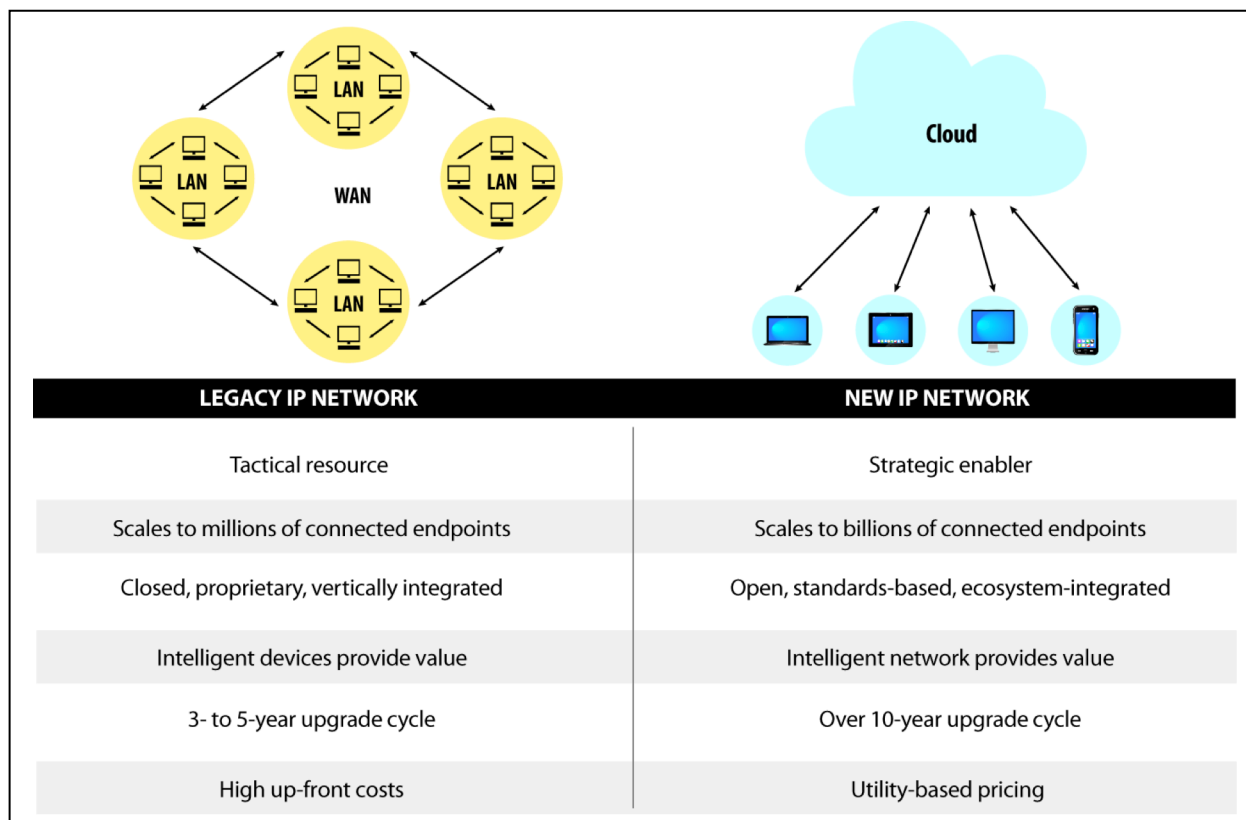 LAN
LAN
WAN
LAN
LAN
Cloud
LEGACY IP NETWORK
NEW IP NETWORK
Tactical resource
Strategic enabler
Scales to millions of connected endpoints
Scales to billions of connected endpoints
Closed, proprietary, vertically integrated
Open, standards-based, ecosystem-integrated
Intelligent devices provide value
Intelligent network provides value
3- to 5-year upgrade cycle
Over 10-year upgrade cycle
High up-front costs
Utility-based pricing